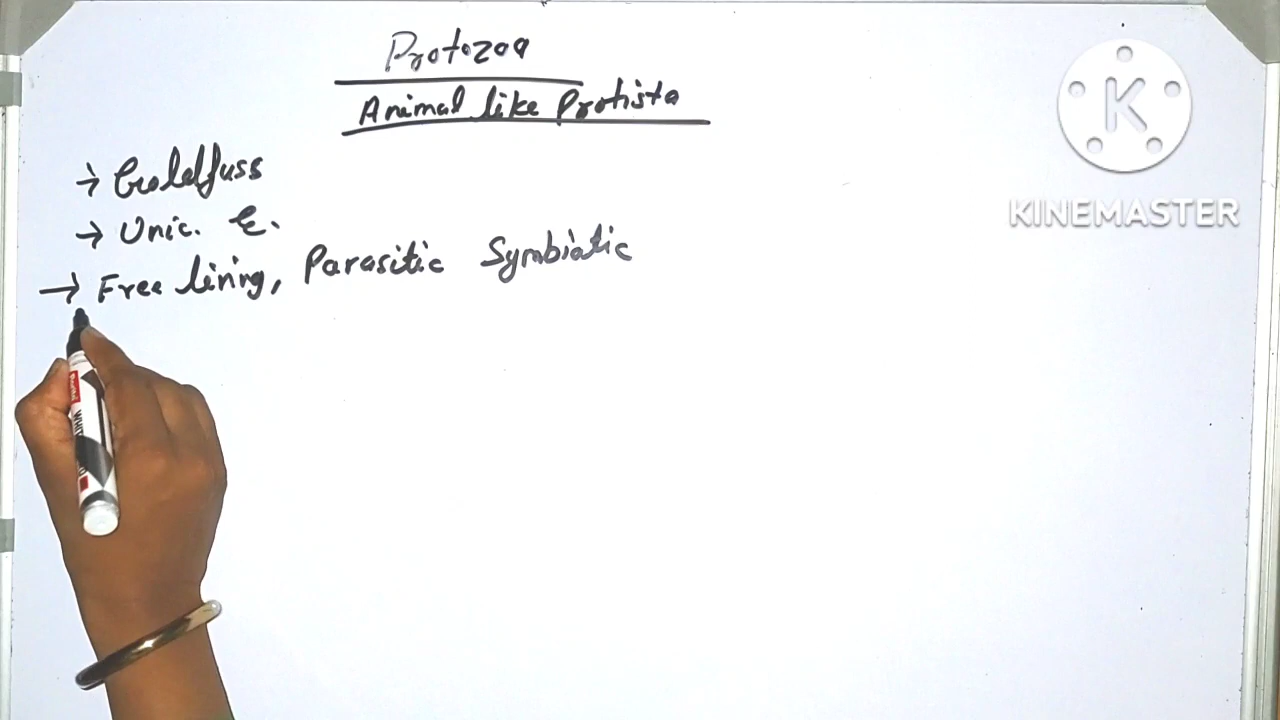 Protozoa
Animal like Protista
→ Goldfuss
→ Unic. E.
→ Free living, Parasitic Symbiotic
K
KINEMASTER